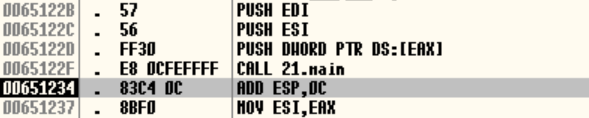 0065122B . 57 PUSH EDI
0065122C . 56 PUSH ESI
0065122D . FF30 PUSH DWORD PTR DS:[EAX]
0065122F . E8 0CFEFFFF CALL 21.main
00651234 . 83C4 0C ADD ESP,0C
00651237 . 8BF0 MOV ESI,EAX